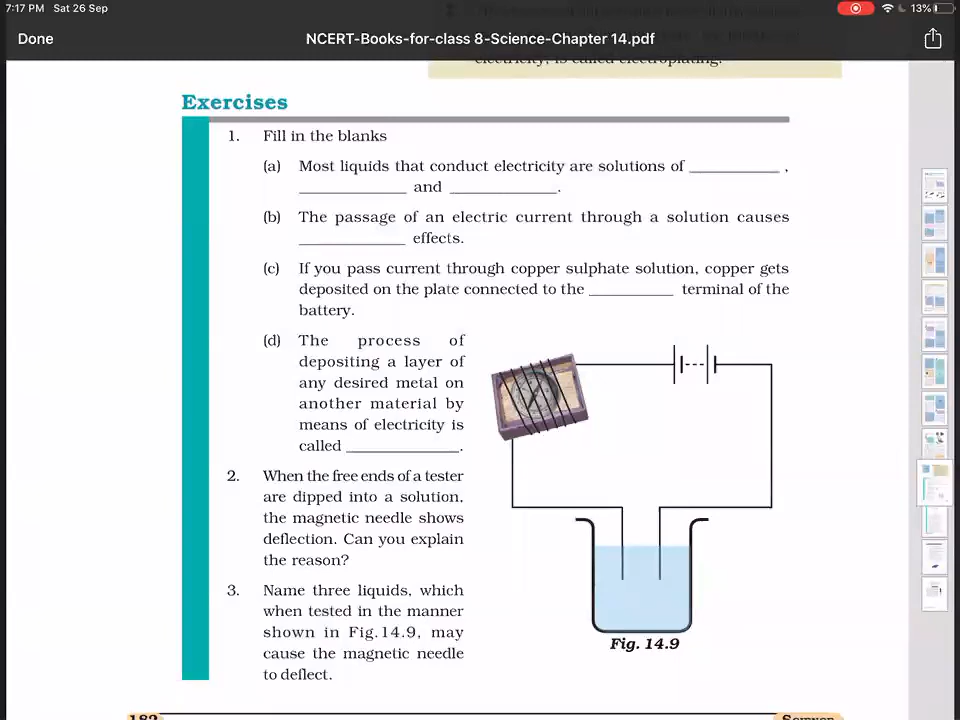 7:17 PM Sat 26 Sep
13%
Done
NCERT-Books-for-class 8-Science-Chapter 14.pdf
electricity, is called electroplating.
Exercises
1. Fill in the blanks
(a) Most liquids that conduct electricity are solutions of ___________ ,
_____________ and _____________.
(b) The passage of an electric current through a solution causes
_____________ effects.
(c) If you pass current through copper sulphate solution, copper gets
deposited on the plate connected to the __________ terminal of the
battery.
(d) The process of
depositing a layer of
any desired metal on
another material by
means of electricity is
called ______________.
2. When the free ends of a tester
are dipped into a solution,
the magnetic needle shows
deflection. Can you explain
the reason?
3. Name three liquids, which
when tested in the manner
shown in Fig.14.9, may
cause the magnetic needle
to deflect.
Fig. 14.9
182
Science